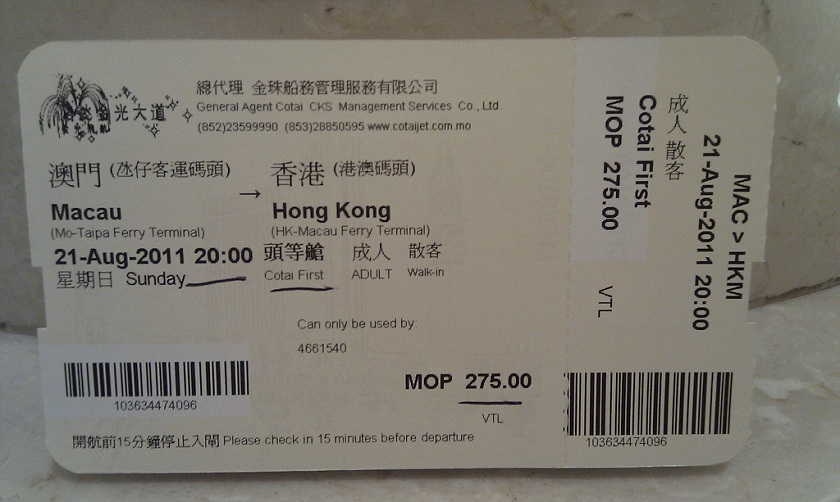 金光大道
總代理 金珠船務管理服務有限公司
General Agent Cotai CKS Management Services Co., Ltd.
(852)23599990 (853)28850595 www.cotaijet.com.mo
澳門 (氹仔客運碼頭) → 香港 (港澳碼頭)
Macau Hong Kong
(Mo-Taipa Ferry Terminal) (HK-Macau Ferry Terminal)
21-Aug-2011 20:00 頭等艙 成人 散客
星期日 Sunday Cotai First ADULT Walk-in
Can only be used by:
4661540
MOP 275.00
VTL
103634474096
開航前15分鐘停止入閘 Please check in 15 minutes before departure
MAC > HKM
21-Aug-2011 20:00
成人 散客
Cotai First
MOP 275.00
VTL
103634474096